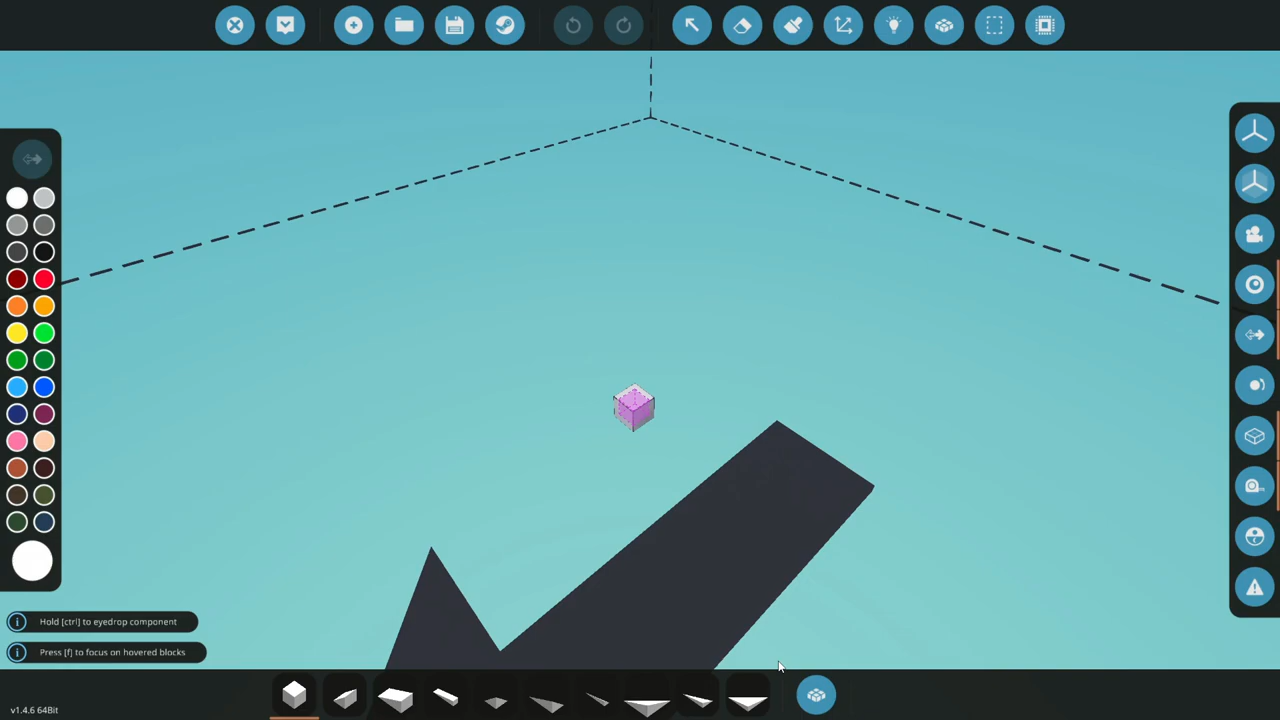 Hold [ctrl] to eyedrop component
Press [f] to focus on hovered blocks
v1.4.6 64Bit